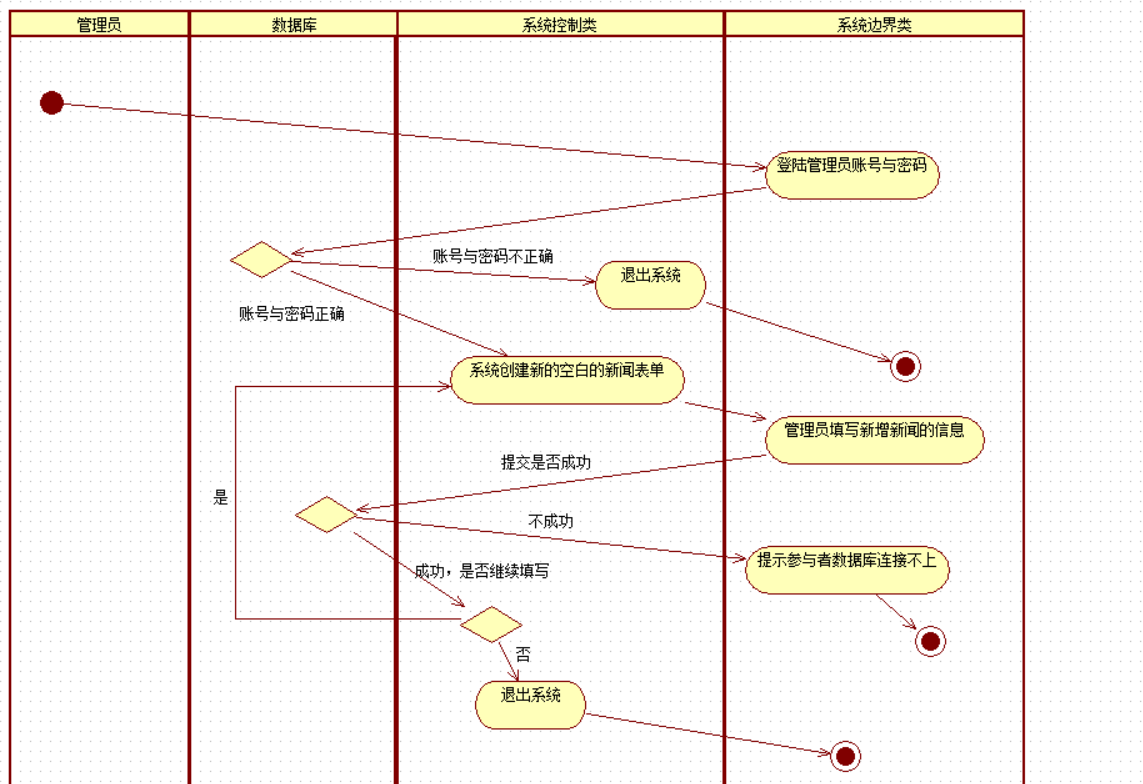 管理员
数据库
系统控制类
系统边界类
登陆管理员账号与密码
账号与密码不正确
退出系统
账号与密码正确
系统创建新的空白的新闻表单
管理员填写新增新闻的信息
提交是否成功
是
不成功
提示参与者数据库连接不上
成功，是否继续填写
否
退出系统